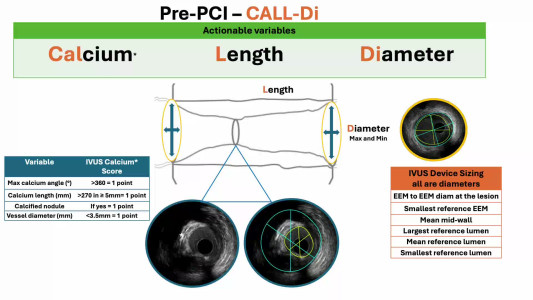 Pre-PCI – CALL-Di
Actionable variables
Calcium*
Length
Diameter
Length
Diameter
Max and Min
Variable IVUS Calcium* Score
Max calcium angle (°) >360 = 1 point
Calcium length (mm) >270 in ≥ 5mm= 1 point
Calcified nodule If yes = 1 point
Vessel diameter (mm) <3.5mm = 1 point
IVUS Device Sizing
all are diameters
EEM to EEM diam at the lesion
Smallest reference EEM
Mean mid-wall
Largest reference lumen
Mean reference lumen
Smallest reference lumen